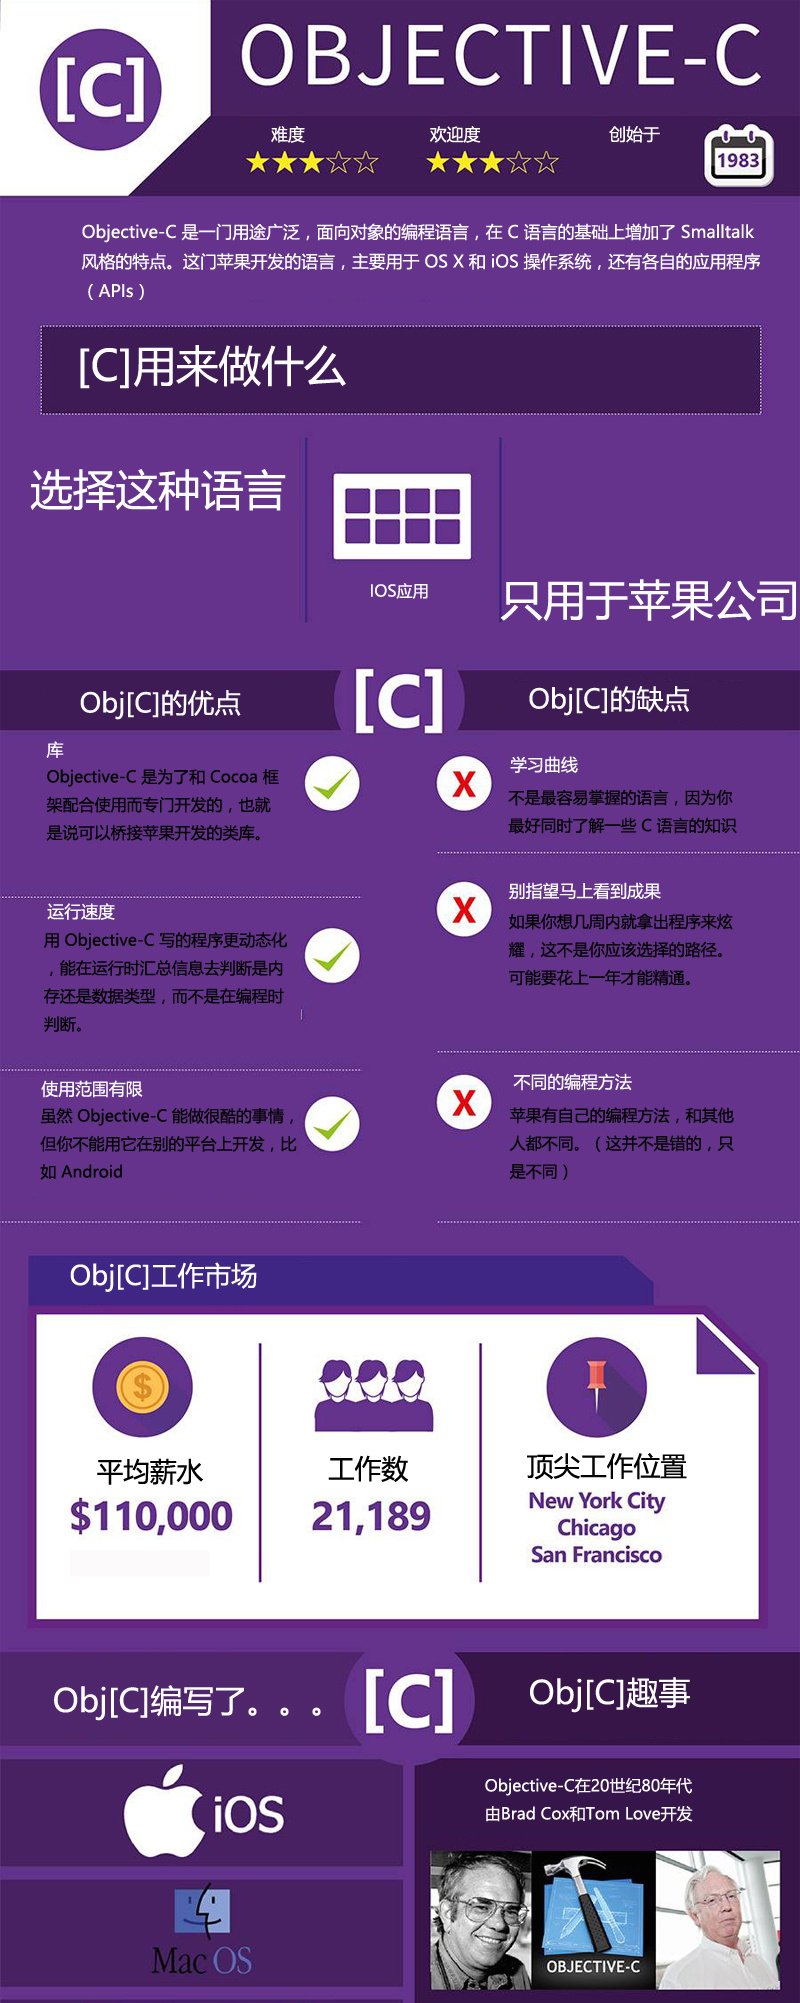 [C]
OBJECTIVE-C
难度
欢迎度
创始于
1983
Objective-C 是一门用途广泛，面向对象的编程语言，在 C 语言的基础上增加了 Smalltalk
风格的特点。这门苹果开发的语言，主要用于 OS X 和 iOS 操作系统，还有各自的应用程序
（APIs）
[C]用来做什么
选择这种语言
IOS应用
只用于苹果公司
Obj[C]的优点
[C]
Obj[C]的缺点
库
Objective-C 是为了和 Cocoa 框
架配合使用而专门开发的，也就
是说可以桥接苹果开发的类库。
运行速度
用 Objective-C 写的程序更动态化
，能在运行时汇总信息去判断是内
存还是数据类型，而不是在编程时
判断。
使用范围有限
虽然 Objective-C 能做很酷的事情，
但你不能用它在别的平台上开发，比
如 Android
X
学习曲线
不是最容易掌握的语言，因为你
最好同时了解一些 C 语言的知识
X
别指望马上看到成果
如果你想几周内就拿出程序来炫
耀，这不是你应该选择的路径。
可能要花上一年才能精通。
X
不同的编程方法
苹果有自己的编程方法，和其他
人都不同。（这并不是错的，只
是不同）
Obj[C]工作市场
$
平均薪水
$110,000
工作数
21,189
顶尖工作位置
New York City
Chicago
San Francisco
Obj[C]编写了。。。
[C]
Obj[C]趣事
iOS
Mac OS
Objective-C在20世纪80年代
由Brad Cox和Tom Love开发
OBJECTIVE-C